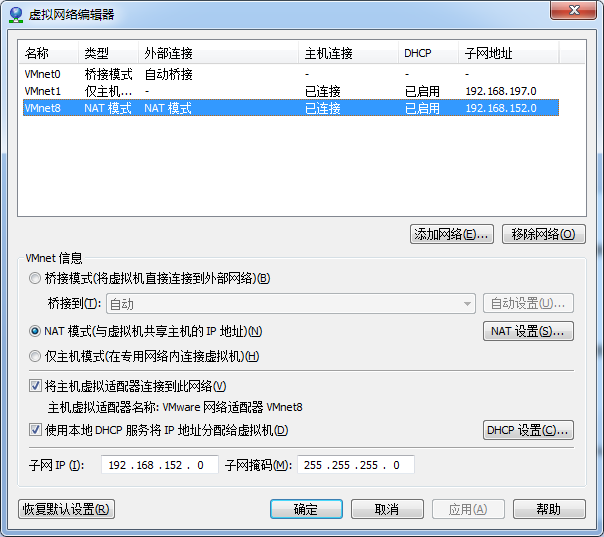 虚拟网络编辑器
名称 类型 外部连接 主机连接 DHCP 子网地址
VMnet0 桥接模式 自动桥接 - - -
VMnet1 仅主机... - 已连接 已启用 192.168.197.0
VMnet8 NAT 模式 NAT 模式 已连接 已启用 192.168.152.0
添加网络(E)... 移除网络(O)
VMnet 信息
桥接模式(将虚拟机直接连接到外部网络)(B)
桥接到(T): 自动 自动设置(U)...
NAT 模式(与虚拟机共享主机的 IP 地址)(N) NAT 设置(S)...
仅主机模式(在专用网络内连接虚拟机)(H)
将主机虚拟适配器连接到此网络(V)
主机虚拟适配器名称: VMware 网络适配器 VMnet8
使用本地 DHCP 服务将 IP 地址分配给虚拟机(D) DHCP 设置(C)...
子网 IP (I): 192 .168 .152 . 0 子网掩码(M): 255 .255 .255 . 0
恢复默认设置(R) 确定 取消 应用(A) 帮助